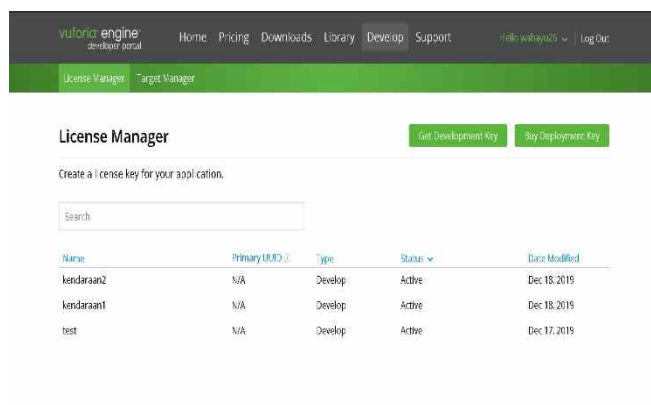 vuforia engine
developer portal
Home Pricing Downloads Library Develop Support
Hello wahayu25 | Log Out
License Manager Target Manager
License Manager
Get Development Key Buy Deployment Key
Create a license key for your application.
Search
Name Primary UUID Type Status Date Modified
kendaraan2 N/A Develop Active Dec 18, 2019
kendaraan1 N/A Develop Active Dec 18, 2019
test N/A Develop Active Dec 17, 2019